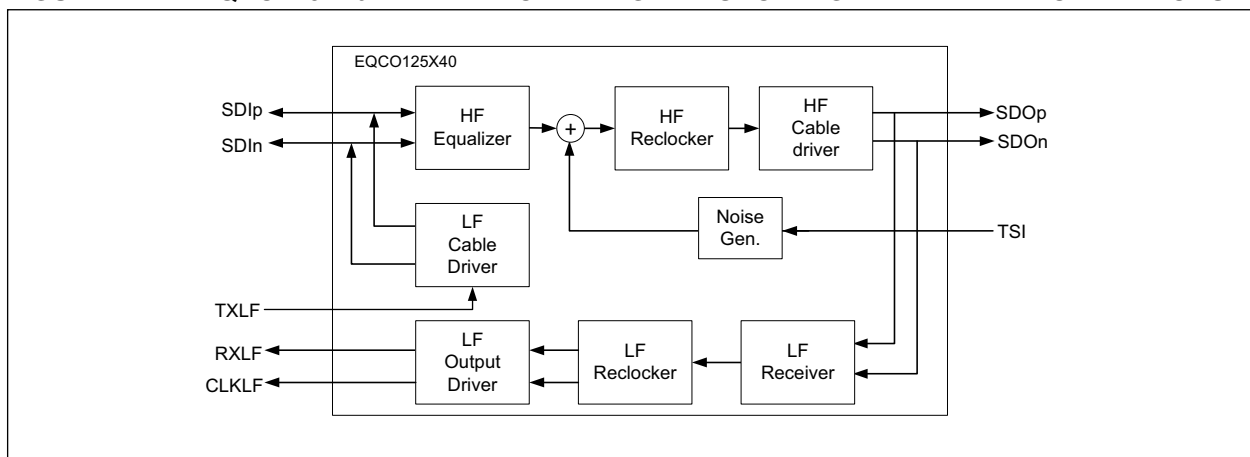 EQCO125X40
SDIp
SDIn
HF
Equalizer
+
HF
Reclocker
HF
Cable
driver
SDOp
SDOn
LF
Cable
Driver
Noise
Gen.
TSI
TXLF
RXLF
CLKLF
LF
Output
Driver
LF
Reclocker
LF
Receiver